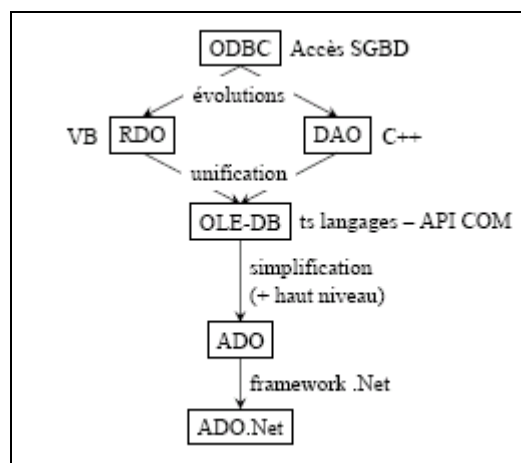 ODBC Accès SGBD
évolutions
VB RDO DAO C++
unification
OLE-DB ts langages – API COM
simplification
(+ haut niveau)
ADO
framework .Net
ADO.Net